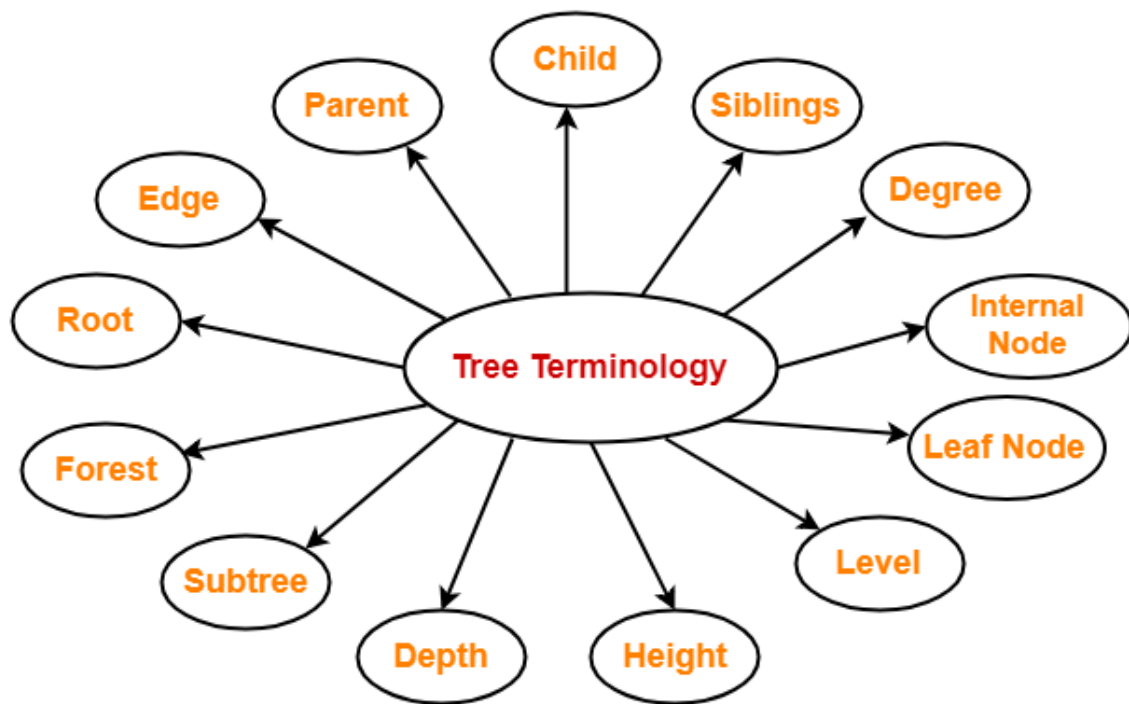 Child
Parent
Siblings
Edge
Degree
Root
Internal
Node
Tree Terminology
Forest
Leaf Node
Subtree
Level
Depth
Height